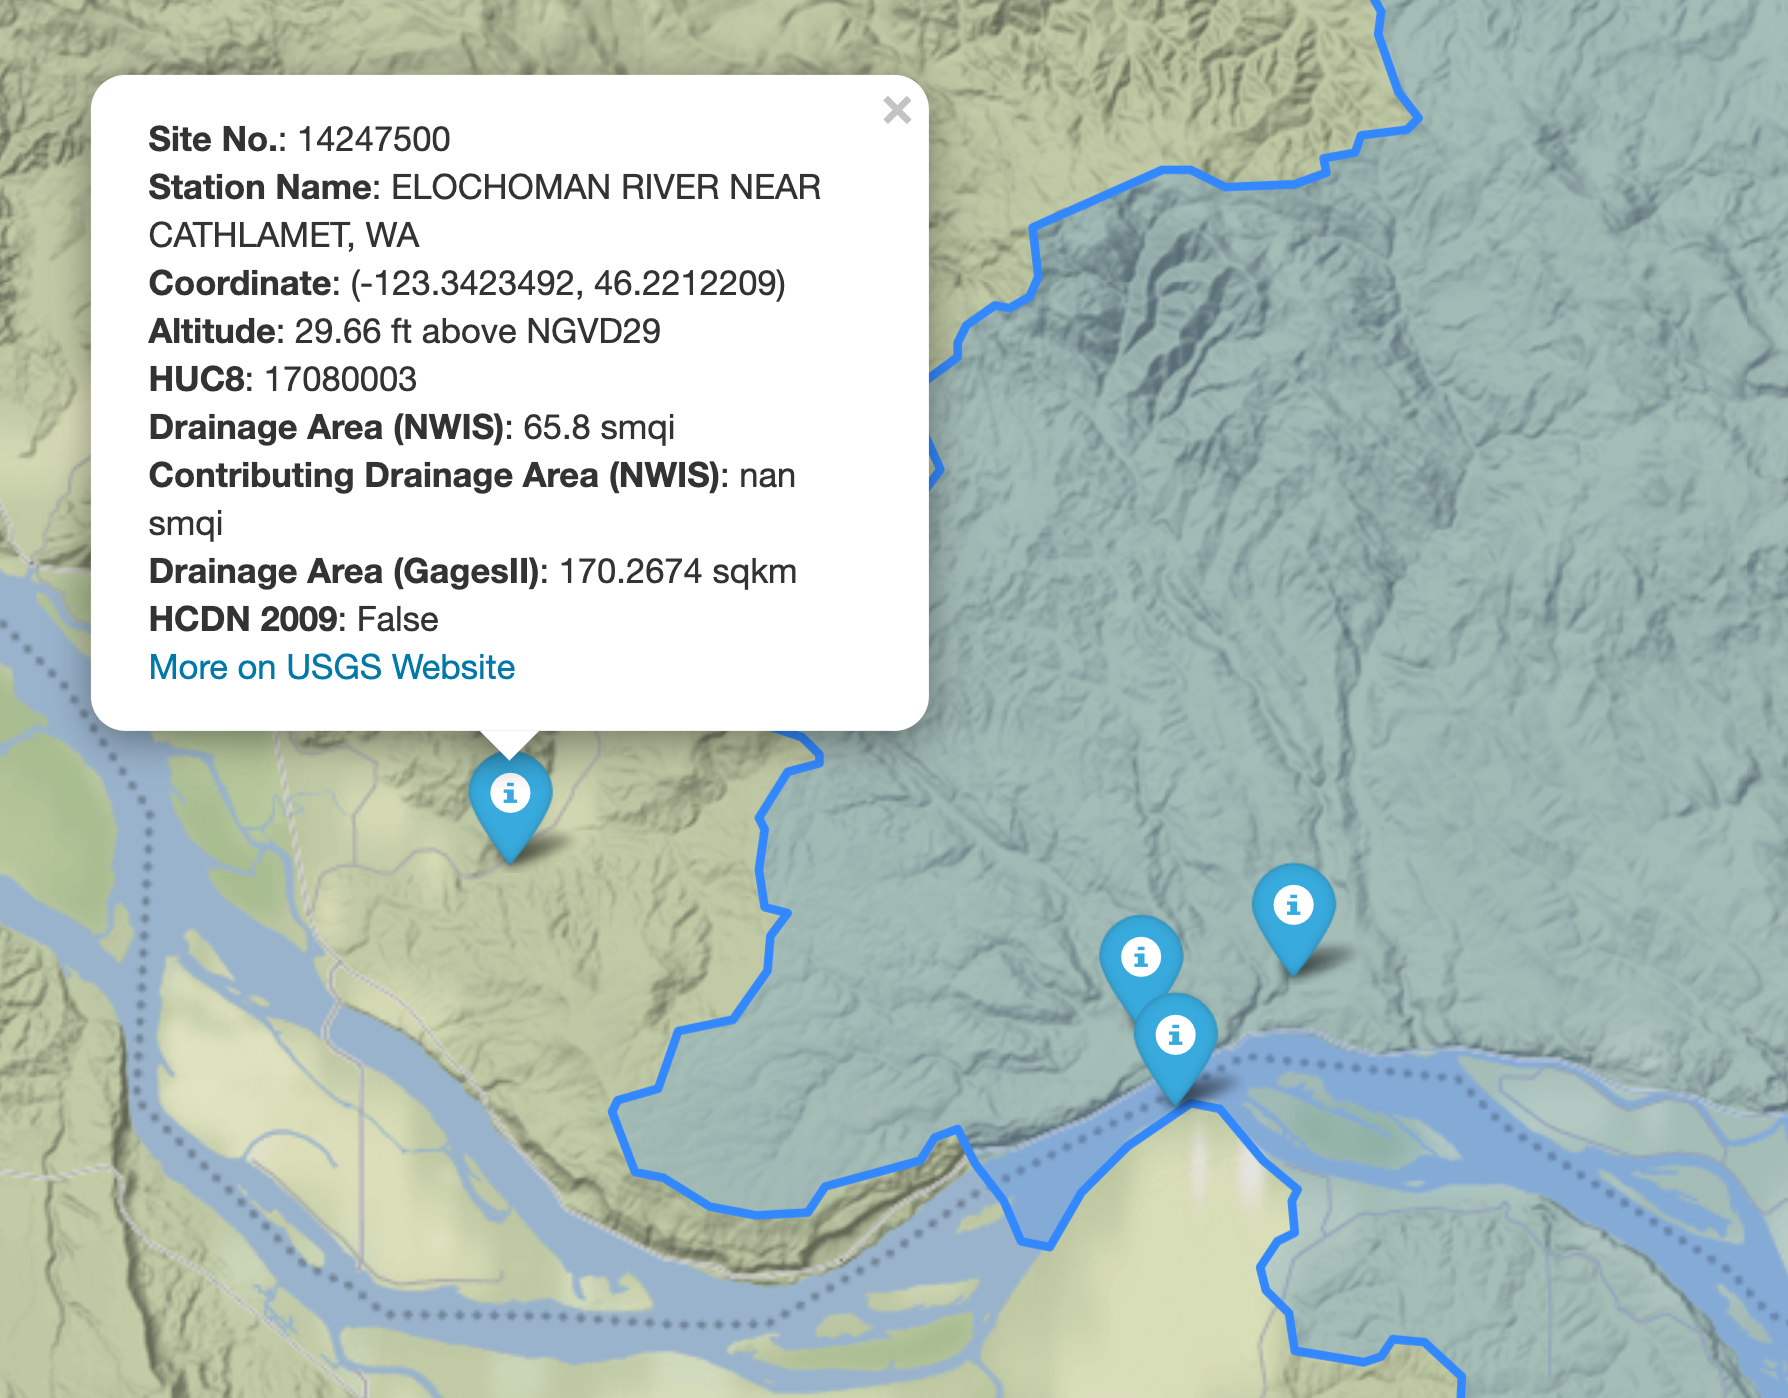 ×
Site No.: 14247500
Station Name: ELOCHOMAN RIVER NEAR
CATHLAMET, WA
Coordinate: (-123.3423492, 46.2212209)
Altitude: 29.66 ft above NGVD29
HUC8: 17080003
Drainage Area (NWIS): 65.8 smqi
Contributing Drainage Area (NWIS): nan
smqi
Drainage Area (GagesII): 170.2674 sqkm
HCDN 2009: False
More on USGS Website
i
i
i
i